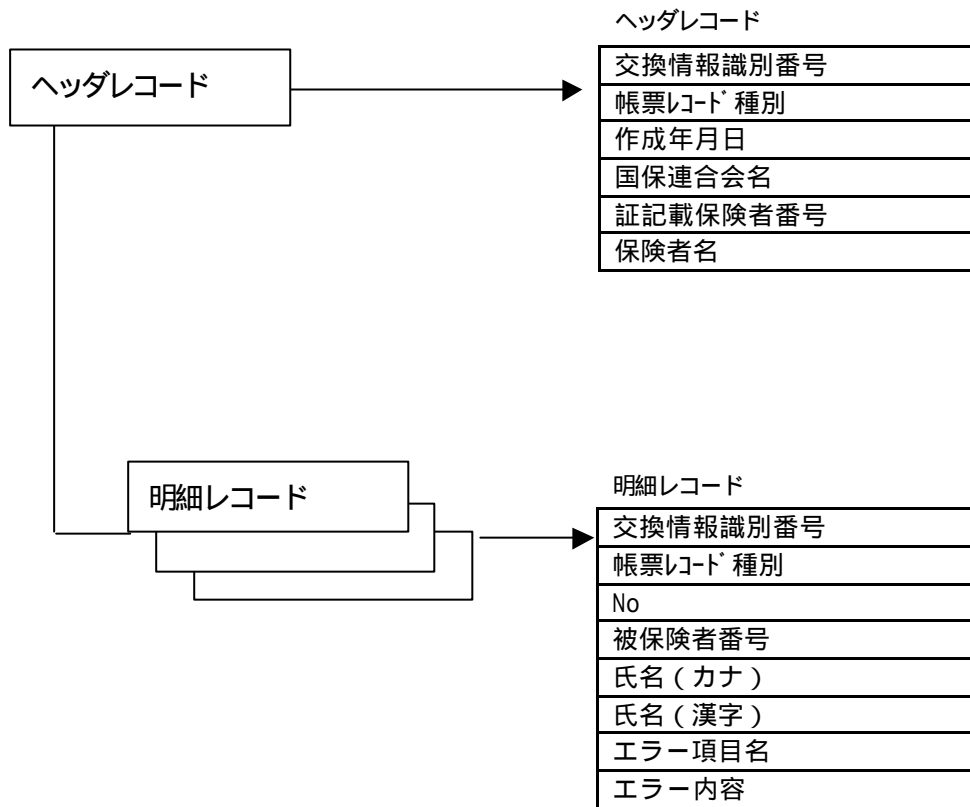 ヘッダレコード
ヘッダレコード
交換情報識別番号
帳票ﾚｺｰﾄﾞ種別
作成年月日
国保連合会名
証記載保険者番号
保険者名
明細レコード
明細レコード
交換情報識別番号
帳票ﾚｺｰﾄﾞ種別
No
被保険者番号
氏名(カナ)
氏名(漢字)
エラー項目名
エラー内容